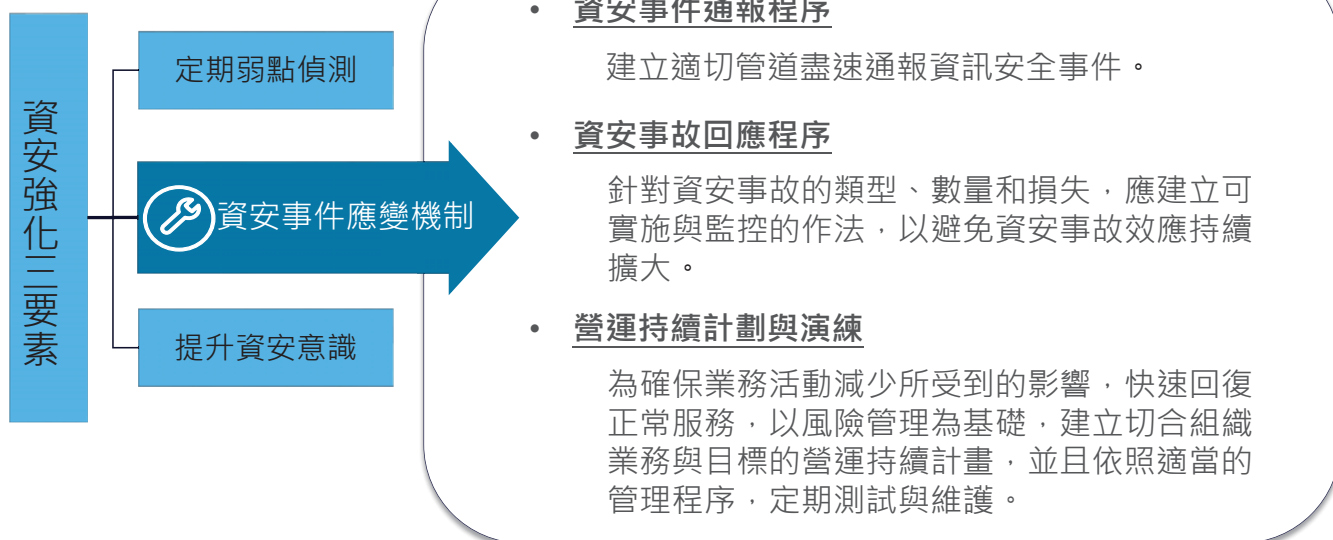 資安強化三要素
定期弱點偵測
資安事件應變機制
提升資安意識
• 資安事件通報程序
建立適切管道盡速通報資訊安全事件。
• 資安事故回應程序
針對資安事故的類型、數量和損失，應建立可
實施與監控的作法，以避免資安事故效應持續
擴大。
• 營運持續計劃與演練
為確保業務活動減少所受到的影響，快速回復
正常服務，以風險管理為基礎，建立切合組織
業務與目標的營運持續計畫，並且依照適當的
管理程序，定期測試與維護。